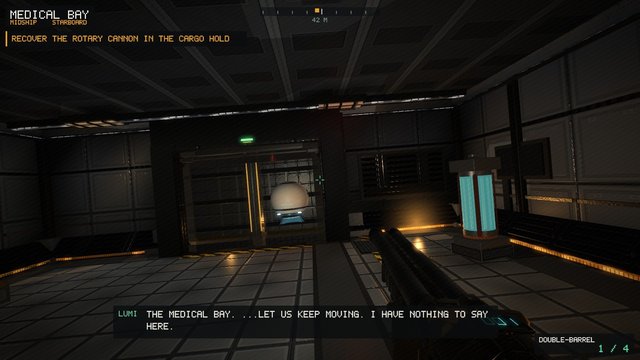 MEDICAL BAY
MIDSHIP STARBOARD
42 M
RECOVER THE ROTARY CANNON IN THE CARGO HOLD
LUMI THE MEDICAL BAY. ...LET US KEEP MOVING. I HAVE NOTHING TO SAY
HERE.
DOUBLE-BARREL
1 / 4